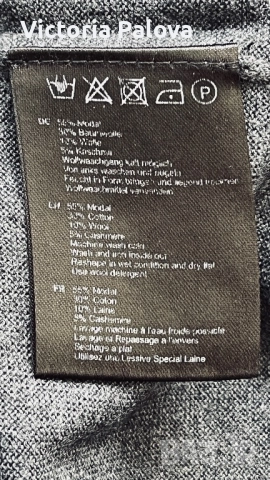 Victoria Palova
DE 55% Modal
30% Baumwolle
10% Wolle
5% Kaschmir
Wollwaschgang kalt möglich
Von links waschen und bügeln
Feucht in Form bringen und liegend trocknen
Wollwaschmittel verwenden
EN 55% Modal
30% Cotton
10% Wool
5% Cashmere
Machine wash cold
Wash and iron inside out
Reshape in wet condition and dry flat
Use wool detergent
FR 55% Modal
30% Coton
10% Laine
5% Cashemire
Lavage machine à l'eau froide possible
Lavage et Repassage a l'envers
Sechage a plat
Utilisez une Lessive Special Laine